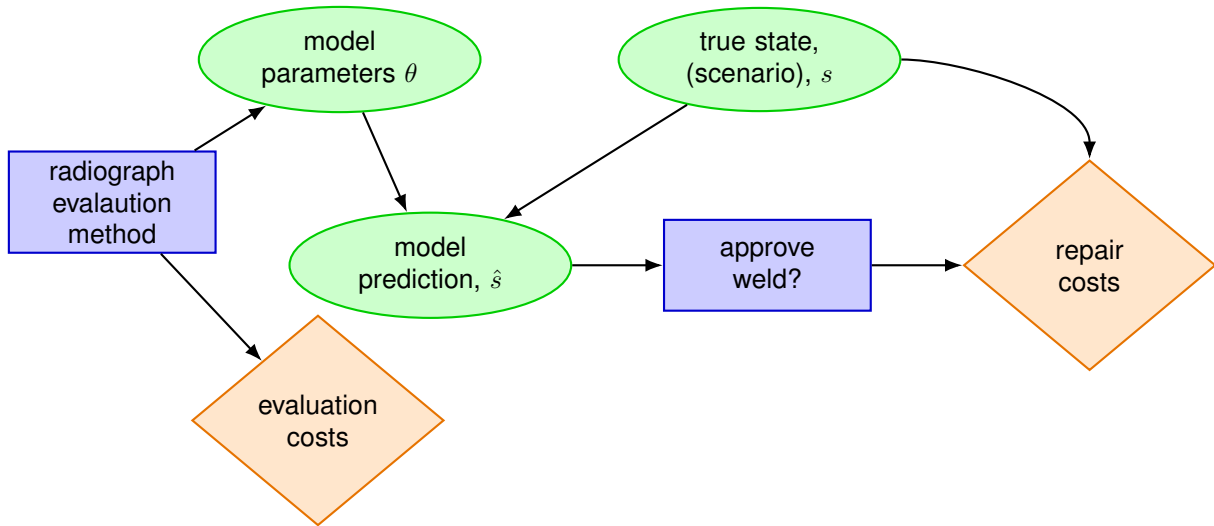 model
parameters θ
true state,
(scenario), s
radiograph
evalaution
method
model
prediction, ŝ
approve
weld?
repair
costs
evaluation
costs